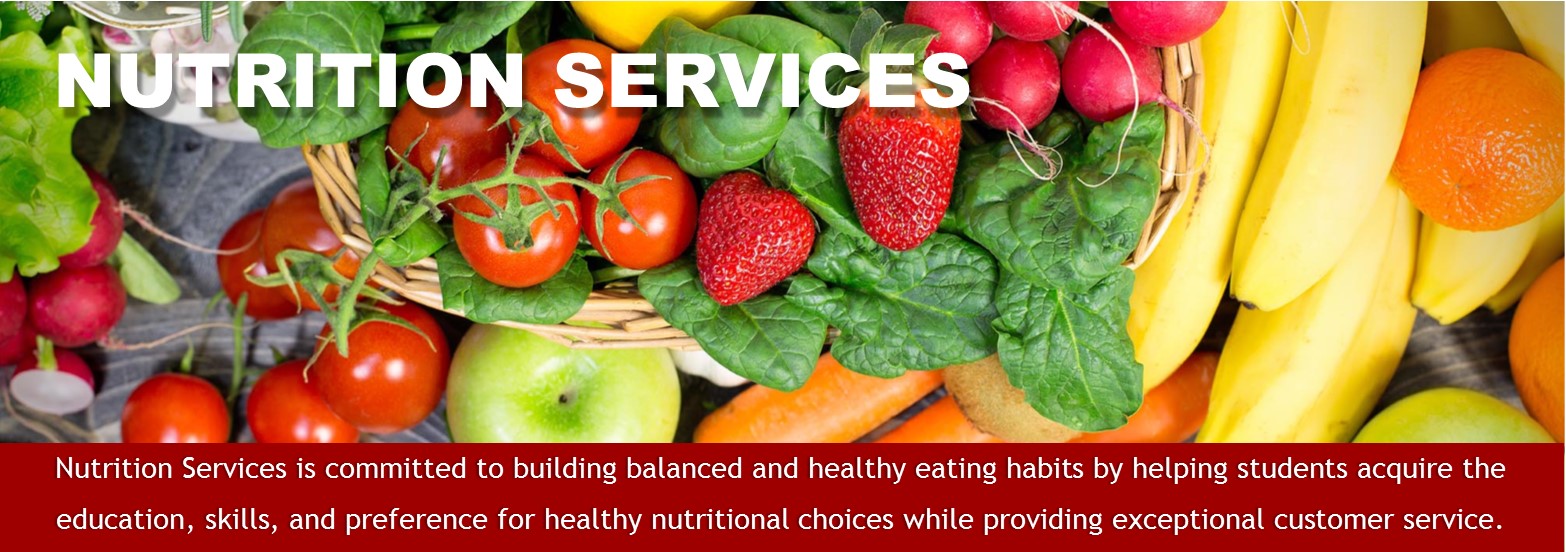 NUTRITION SERVICES
Nutrition Services is committed to building balanced and healthy eating habits by helping students acquire the
education, skills, and preference for healthy nutritional choices while providing exceptional customer service.